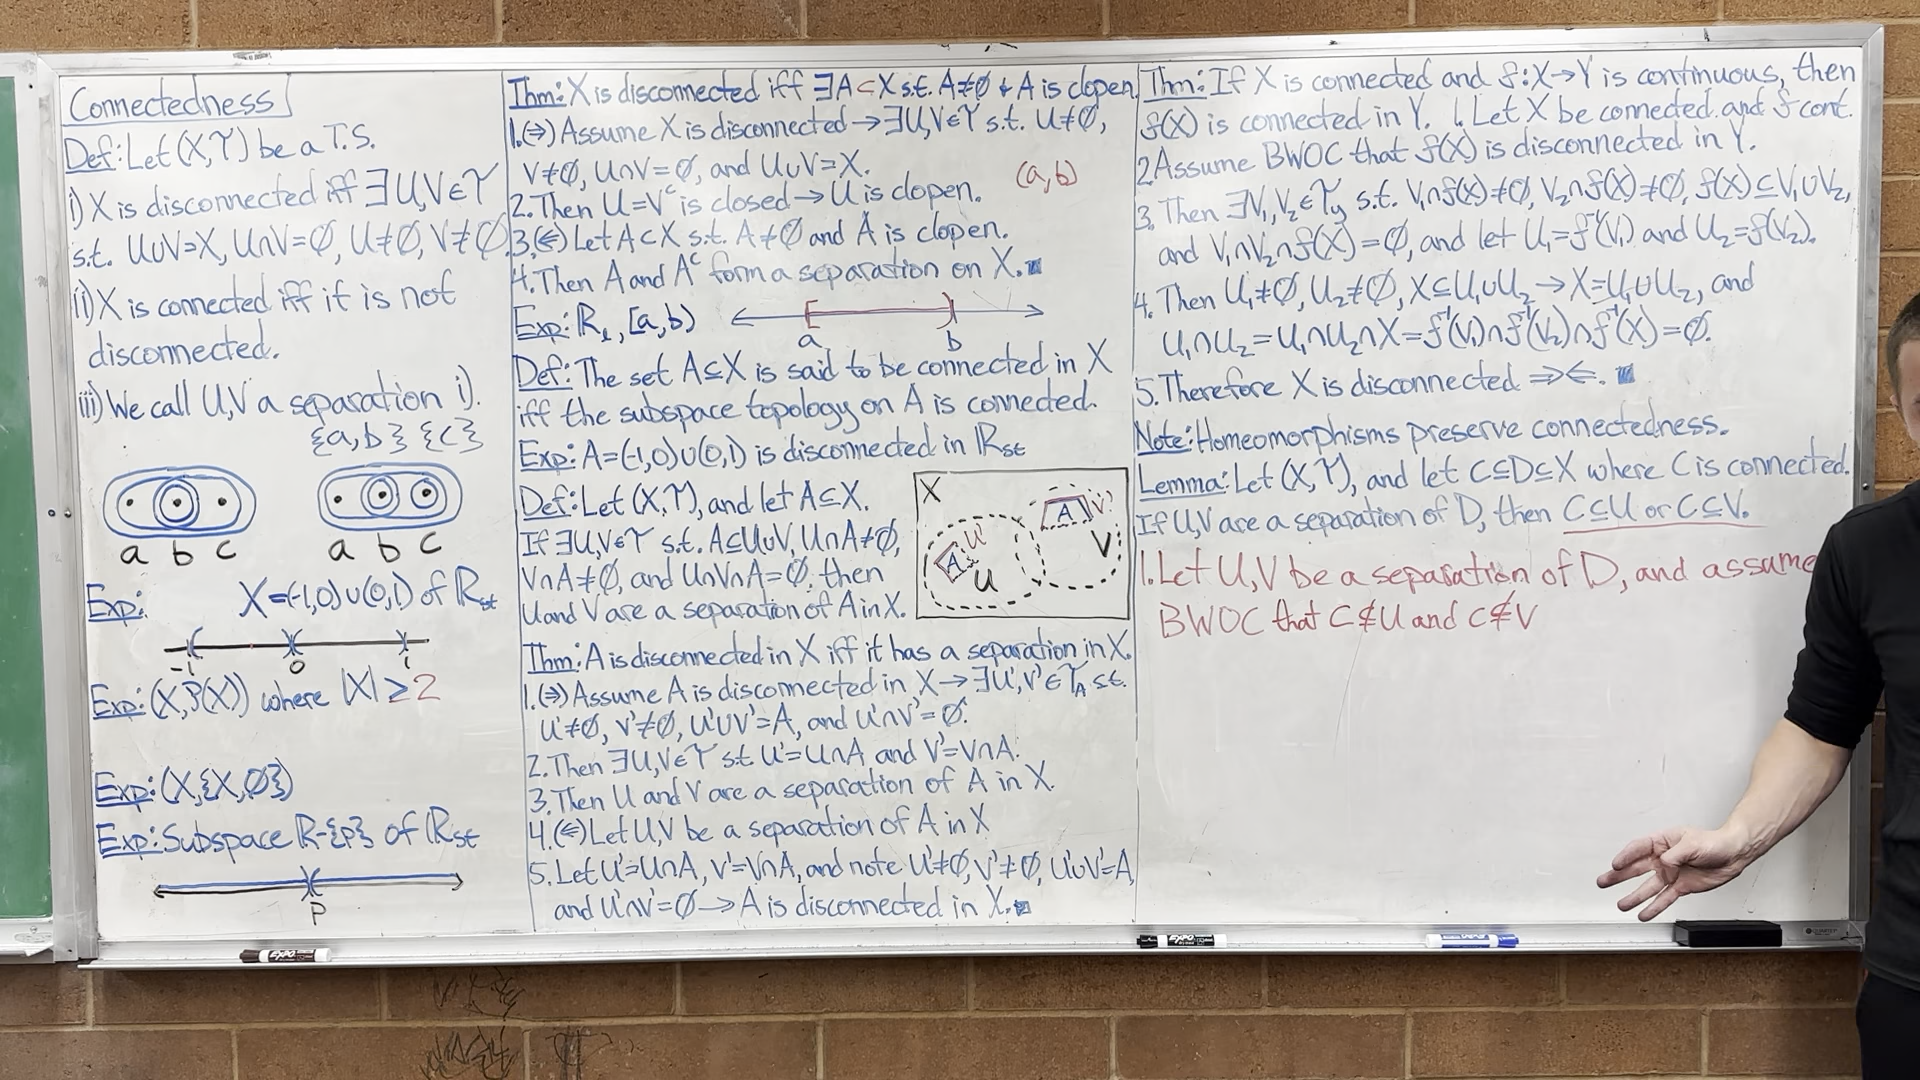 Connectedness
Def: Let (X,𝒯) be a T.S.
i) X is disconnected iff ∃U,V∈𝒯
s.t. U∪V=X, U∩V=∅, U≠∅, V≠∅.
ii) X is connected iff it is not
disconnected.
iii) We call U,V a separation i).
{a,b} {c}
a b c
a b c
Exp: X=(-1,0)∪(0,1) of ℝst
-1 0 1
Exp: (X,P(X)) where |X|≥2
Exp: (X,{X,∅})
Exp: Subspace ℝ-{p} of ℝst
p
Thm: X is disconnected iff ∃A⊂X s.t. A≠∅ & A is clopen.
1.(⇒) Assume X is disconnected → ∃U,V∈𝒯 s.t. U≠∅,
V≠∅, U∩V=∅, and U∪V=X.
(a,b)
2. Then U=Vᶜ is closed → U is clopen.
3.(⇐) Let A⊂X s.t. A≠∅ and A is clopen.
4. Then A and Aᶜ form a separation on X. ■
Exp: ℝℓ, [a,b)
a b
Def: The set A⊆X is said to be connected in X
iff the subspace topology on A is connected.
Exp: A=(-1,0)∪(0,1) is disconnected in ℝst
Def: Let (X,𝒯), and let A⊆X.
If ∃U,V∈𝒯 s.t. A⊆U∪V, U∩A≠∅,
V∩A≠∅, and U∩V∩A=∅, then
U and V are a separation of A in X.
X
A V'
A U'
U V
Thm: A is disconnected in X iff it has a separation in X.
1.(⇒) Assume A is disconnected in X → ∃U',V'∈𝒯A s.t.
U'≠∅, V'≠∅, U'∪V'=A, and U'∩V'=∅.
2. Then ∃U,V∈𝒯 s.t. U'=U∩A and V'=V∩A.
3. Then U and V are a separation of A in X.
4.(⇐) Let U,V be a separation of A in X
5. Let U'=U∩A, V'=V∩A, and note U'≠∅, V'≠∅, U'∪V'=A,
and U'∩V'=∅ → A is disconnected in X. ■
Thm: If X is connected and f:X→Y is continuous, then
f(X) is connected in Y. 1. Let X be connected and f cont.
2 Assume BWOC that f(X) is disconnected in Y.
3. Then ∃V₁,V₂∈𝒯y s.t. V₁∩f(X)≠∅, V₂∩f(X)≠∅, f(X)⊆V₁∪V₂,
and V₁∩V₂∩f(X)=∅, and let U₁=f⁻¹(V₁) and U₂=f⁻¹(V₂).
4. Then U₁≠∅, U₂≠∅, X⊆U₁∪U₂ → X=U₁∪U₂, and
U₁∩U₂=U₁∩U₂∩X=f⁻¹(V₁)∩f⁻¹(V₂)∩f⁻¹(X)=∅.
5. Therefore X is disconnected ⇒⇐. ■
Note: Homeomorphisms preserve connectedness.
Lemma: Let (X,𝒯), and let C⊆D⊆X where C is connected.
If U,V are a separation of D, then C⊆U or C⊆V.
1. Let U,V be a separation of D, and assume
BWOC that C⊈U and C⊈V
EXPO
EXPO